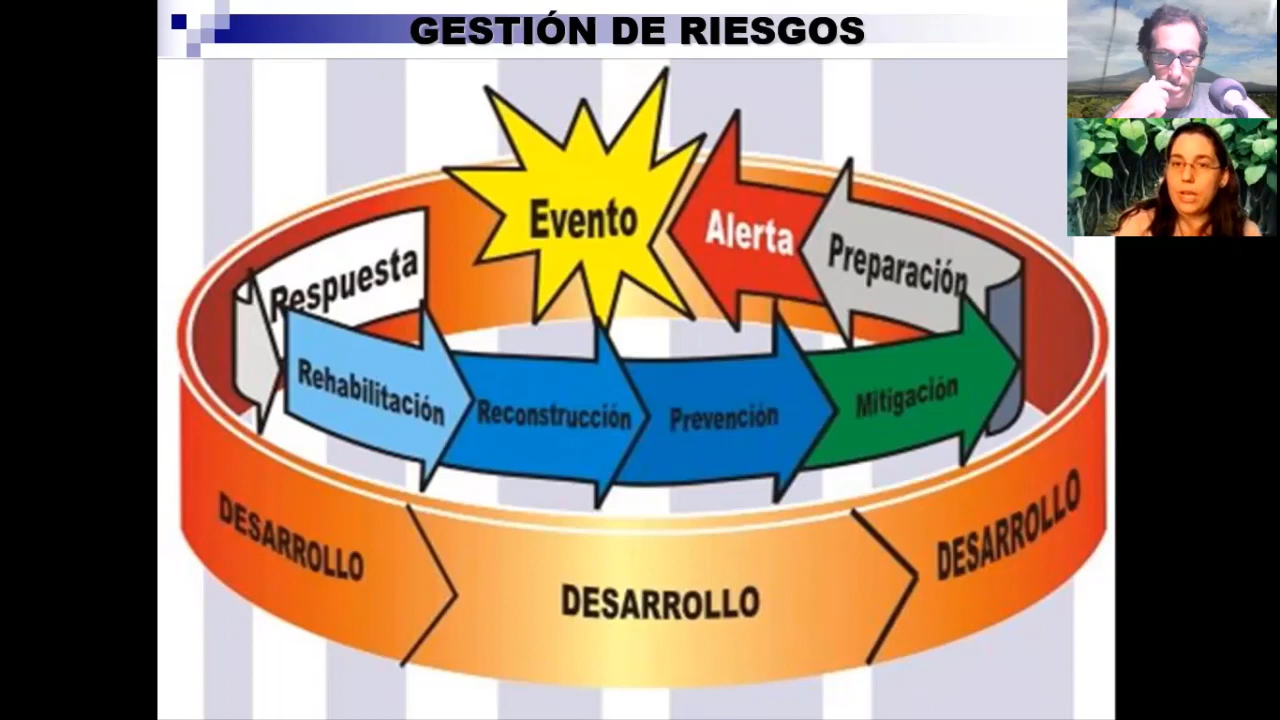 GESTIÓN DE RIESGOS
Evento
Alerta
Preparación
Respuesta
Rehabilitación
Reconstrucción
Prevención
Mitigación
DESARROLLO
DESARROLLO
DESARROLLO